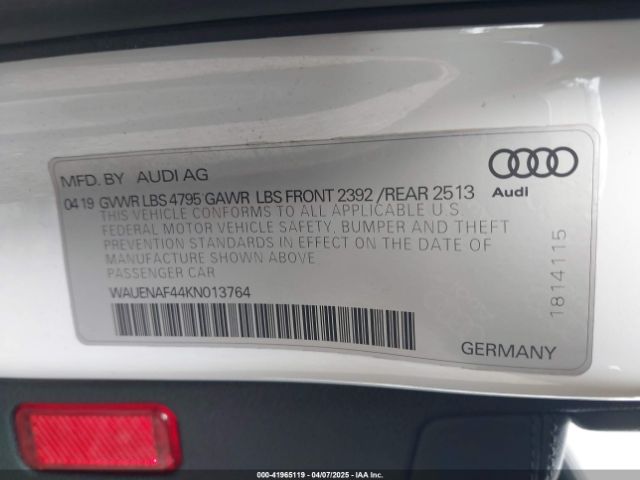 MFD. BY AUDI AG
04 19 GVWR LBS 4795 GAWR LBS FRONT 2392 /REAR 2513
THIS VEHICLE CONFORMS TO ALL APPLICABLE U.S.
FEDERAL MOTOR VEHICLE SAFETY, BUMPER AND THEFT
PREVENTION STANDARDS IN EFFECT ON THE DATE OF
MANUFACTURE SHOWN ABOVE
PASSENGER CAR
WAUENAF44KN013764
Audi
1814115
GERMANY
000-41965119 - 04/07/2025 - IAA Inc.